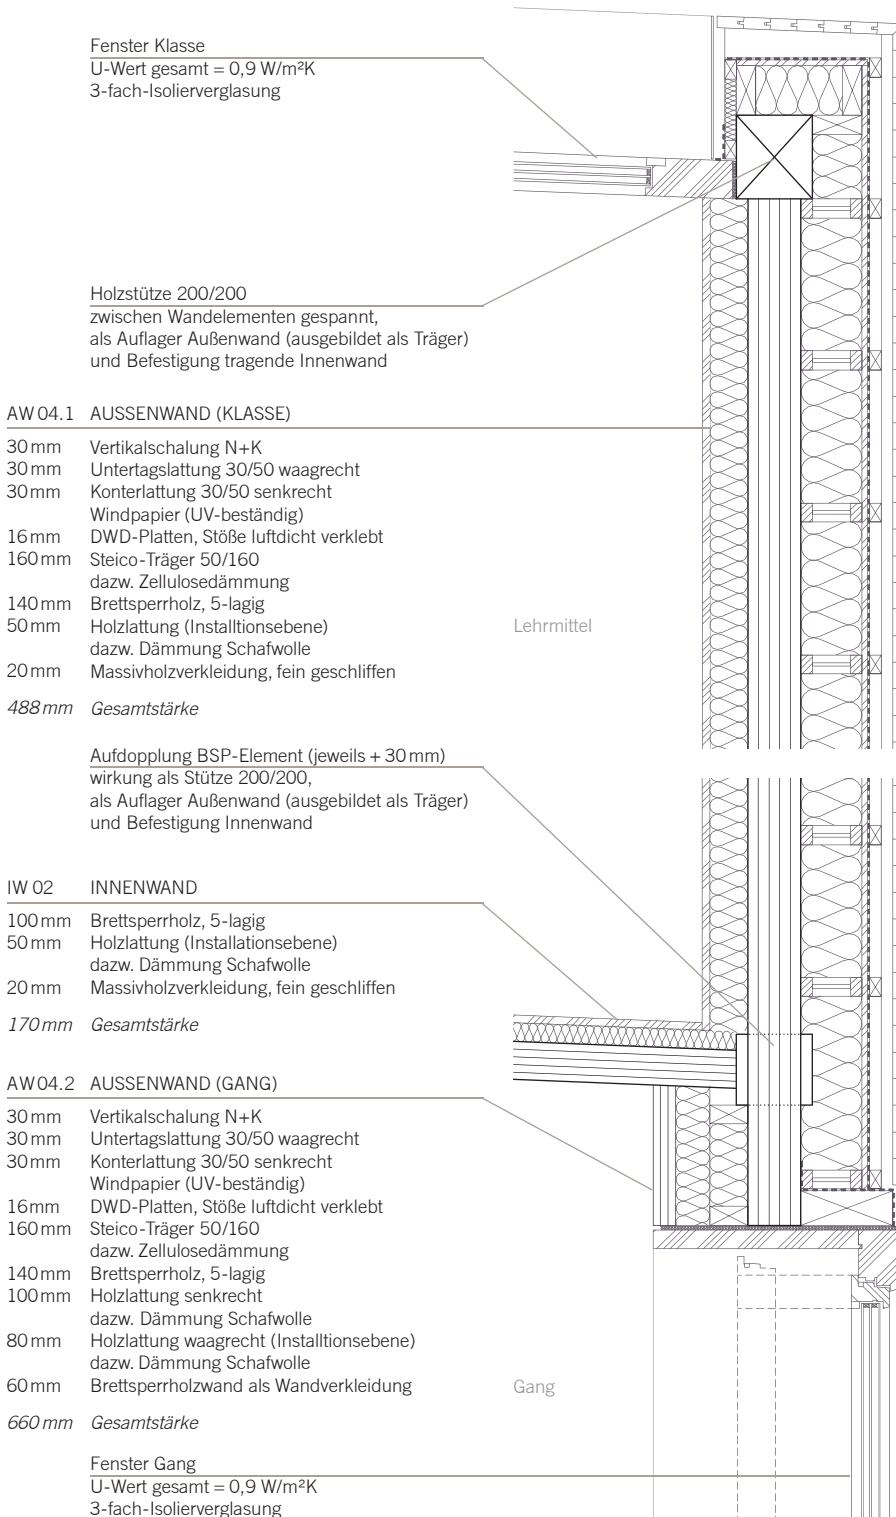 Fenster Klasse
U-Wert gesamt = 0,9 W/m²K
3-fach-Isolierverglasung
Holzstütze 200/200
zwischen Wandelementen gespannt,
als Auflager Außenwand (ausgebildet als Träger)
und Befestigung tragende Innenwand
AW 04.1 AUSSENWAND (KLASSE)
30 mm Vertikalschalung N+K
30 mm Untertagslattung 30/50 waagrecht
30 mm Konterlattung 30/50 senkrecht
Windpapier (UV-beständig)
16 mm DWD-Platten, Stöße luftdicht verklebt
160 mm Steico-Träger 50/160
dazw. Zellulosedämmung
140 mm Brettsperrholz, 5-lagig
50 mm Holzlattung (Installtionsebene)
dazw. Dämmung Schafwolle
20 mm Massivholzverkleidung, fein geschliffen
488 mm Gesamtstärke
Lehrmittel
Aufdopplung BSP-Element (jeweils + 30 mm)
wirkung als Stütze 200/200,
als Auflager Außenwand (ausgebildet als Träger)
und Befestigung Innenwand
IW 02 INNENWAND
100 mm Brettsperrholz, 5-lagig
50 mm Holzlattung (Installationsebene)
dazw. Dämmung Schafwolle
20 mm Massivholzverkleidung, fein geschliffen
170 mm Gesamtstärke
AW 04.2 AUSSENWAND (GANG)
30 mm Vertikalschalung N+K
30 mm Untertagslattung 30/50 waagrecht
30 mm Konterlattung 30/50 senkrecht
Windpapier (UV-beständig)
16 mm DWD-Platten, Stöße luftdicht verklebt
160 mm Steico-Träger 50/160
dazw. Zellulosedämmung
140 mm Brettsperrholz, 5-lagig
100 mm Holzlattung senkrecht
dazw. Dämmung Schafwolle
80 mm Holzlattung waagrecht (Installtionsebene)
dazw. Dämmung Schafwolle
60 mm Brettsperrholzwand als Wandverkleidung
660 mm Gesamtstärke
Gang
Fenster Gang
U-Wert gesamt = 0,9 W/m²K
3-fach-Isolierverglasung